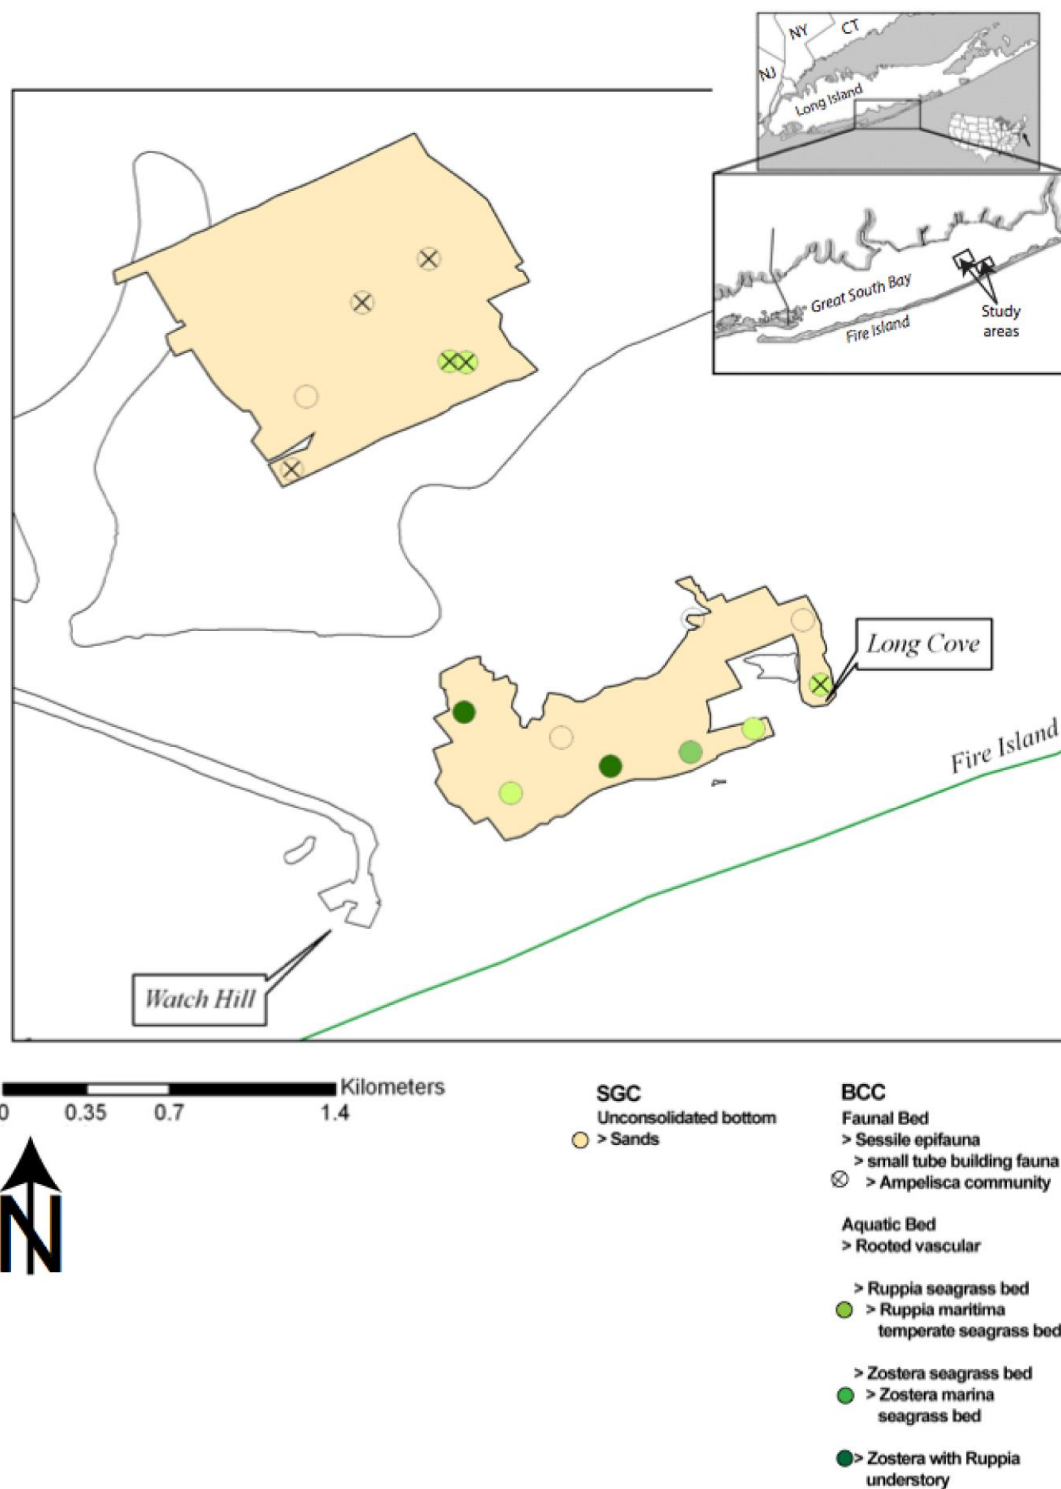 NY
CT
NJ
Long Island
Great South Bay
Fire Island
Study
areas
Long Cove
Fire Island
Watch Hill
Kilometers
0 0.35 0.7 1.4
N
SGC
Unconsolidated bottom
> Sands
BCC
Faunal Bed
> Sessile epifauna
> small tube building fauna
> Ampelisca community
Aquatic Bed
> Rooted vascular
> Ruppia seagrass bed
> Ruppia maritima
temperate seagrass bed
> Zostera seagrass bed
> Zostera marina
seagrass bed
> Zostera with Ruppia
understory